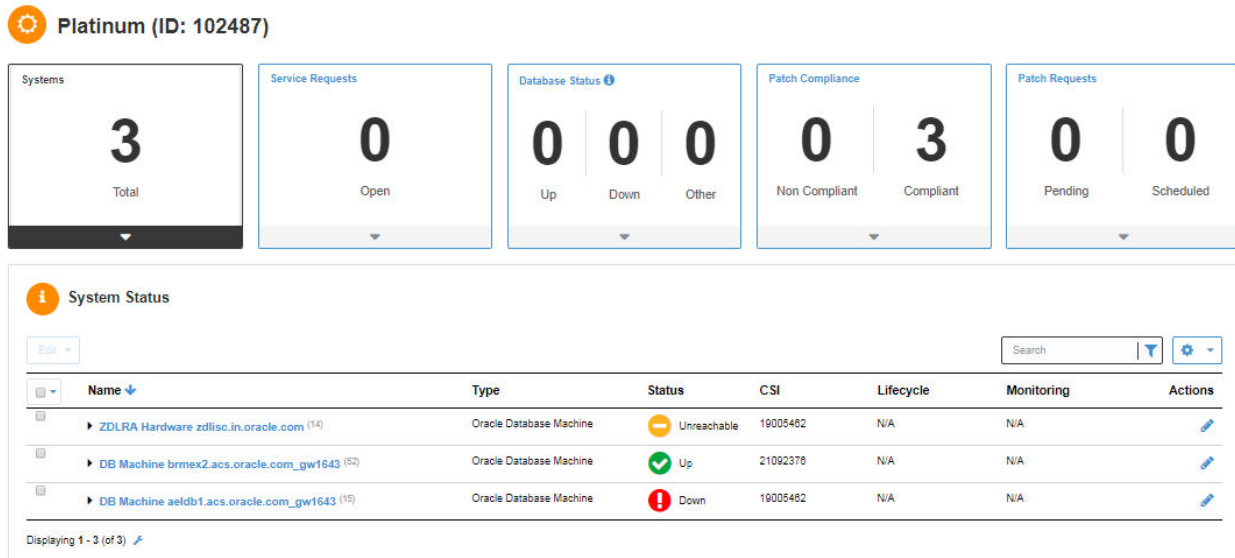 Platinum (ID: 102487)
Systems
3
Total
Service Requests
0
Open
Database Status
0 0 0
Up Down Other
Patch Compliance
0 3
Non Compliant Compliant
Patch Requests
0 0
Pending Scheduled
System Status
Edit
Search
Name Type Status CSI Lifecycle Monitoring Actions
ZDLRA Hardware zdlisc.in.oracle.com (14) Oracle Database Machine Unreachable 19005462 N/A N/A
DB Machine brmex2.acs.oracle.com_gw1643 (52) Oracle Database Machine Up 21092376 N/A N/A
DB Machine aeldb1.acs.oracle.com_gw1643 (15) Oracle Database Machine Down 19005462 N/A N/A
Displaying 1 - 3 (of 3)